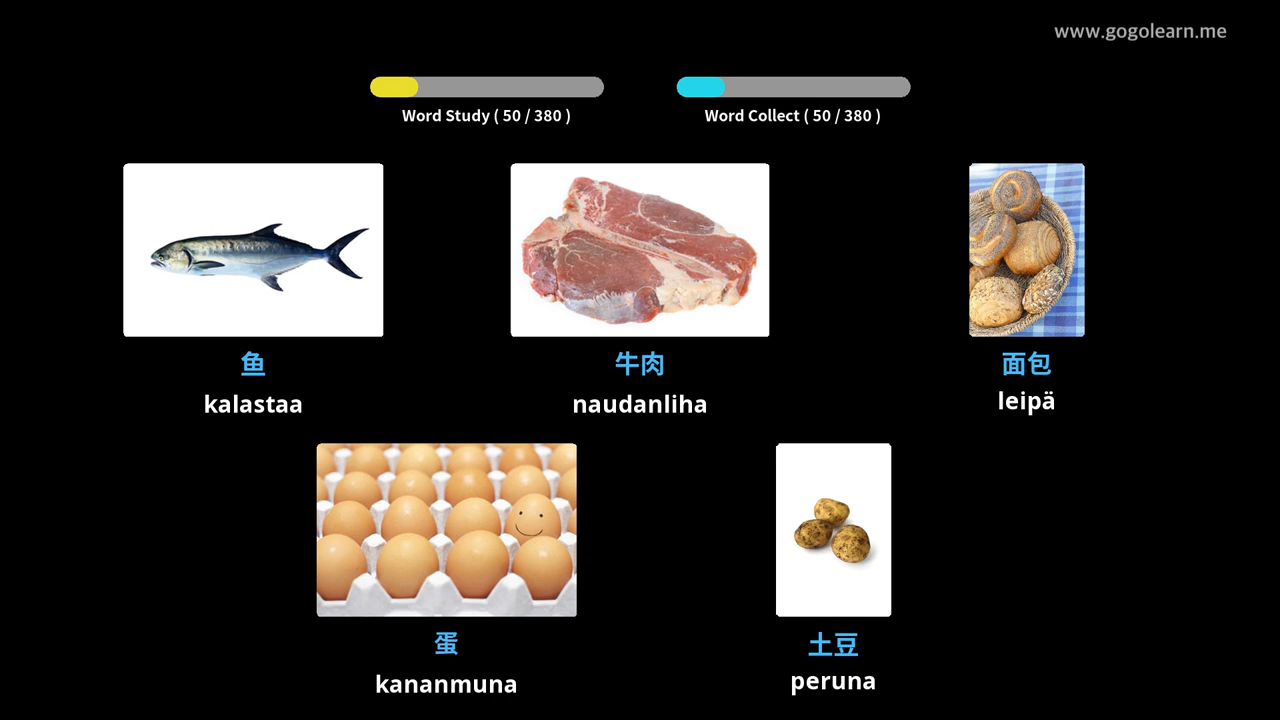 www.gogolearn.me
Word Study ( 50 / 380 )
Word Collect ( 50 / 380 )
鱼
牛肉
面包
kalastaa
naudanliha
leipä
蛋
土豆
kananmuna
peruna